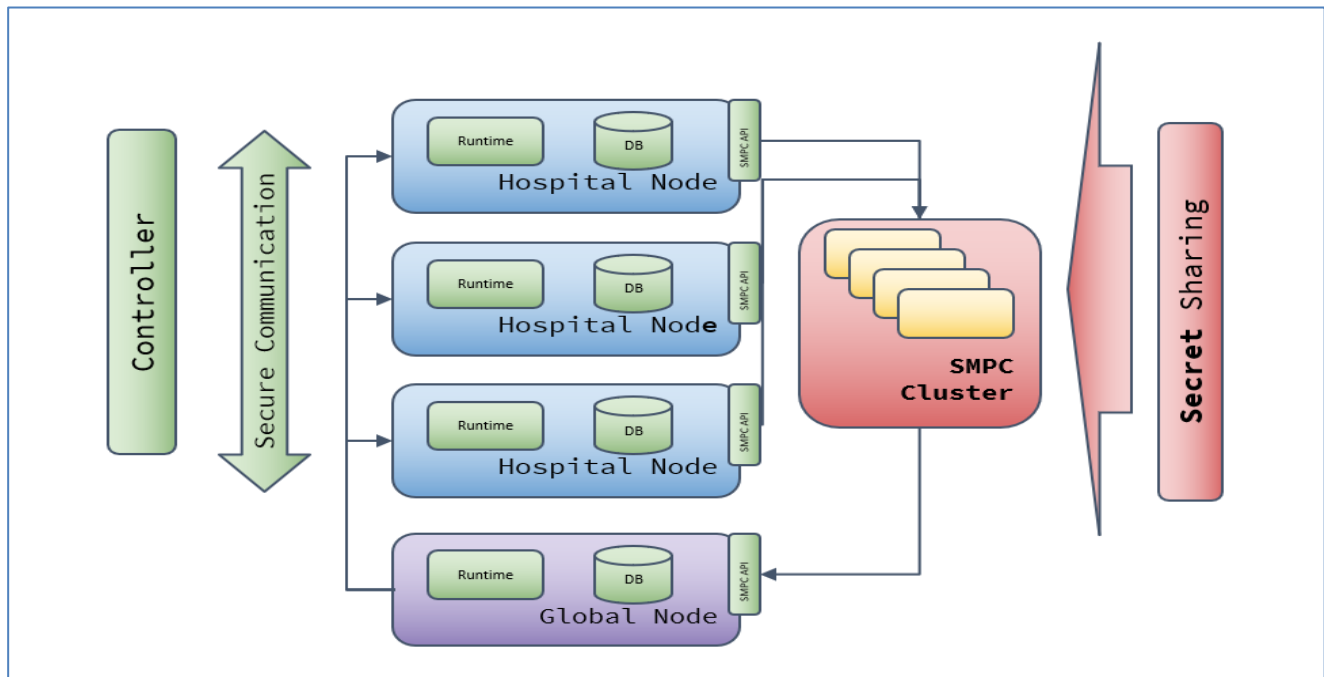 Controller
Secure Communication
Runtime
DB
SMPC API
Hospital Node
Runtime
DB
SMPC API
Hospital Node
Runtime
DB
SMPC API
Hospital Node
Runtime
DB
SMPC API
Global Node
SMPC
Cluster
Secret Sharing